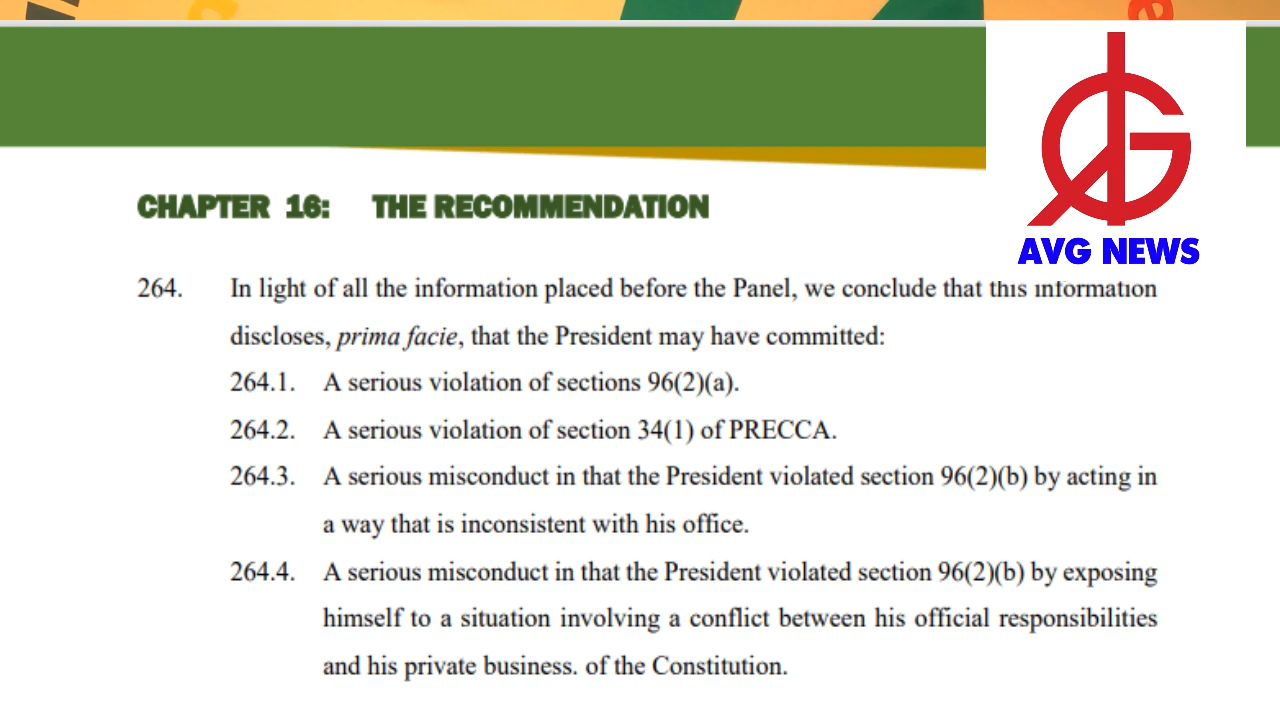 AVG NEWS
CHAPTER 16: THE RECOMMENDATION
264. In light of all the information placed before the Panel, we conclude that this information
discloses, prima facie, that the President may have committed:
264.1. A serious violation of sections 96(2)(a).
264.2. A serious violation of section 34(1) of PRECCA.
264.3. A serious misconduct in that the President violated section 96(2)(b) by acting in
a way that is inconsistent with his office.
264.4. A serious misconduct in that the President violated section 96(2)(b) by exposing
himself to a situation involving a conflict between his official responsibilities
and his private business. of the Constitution.